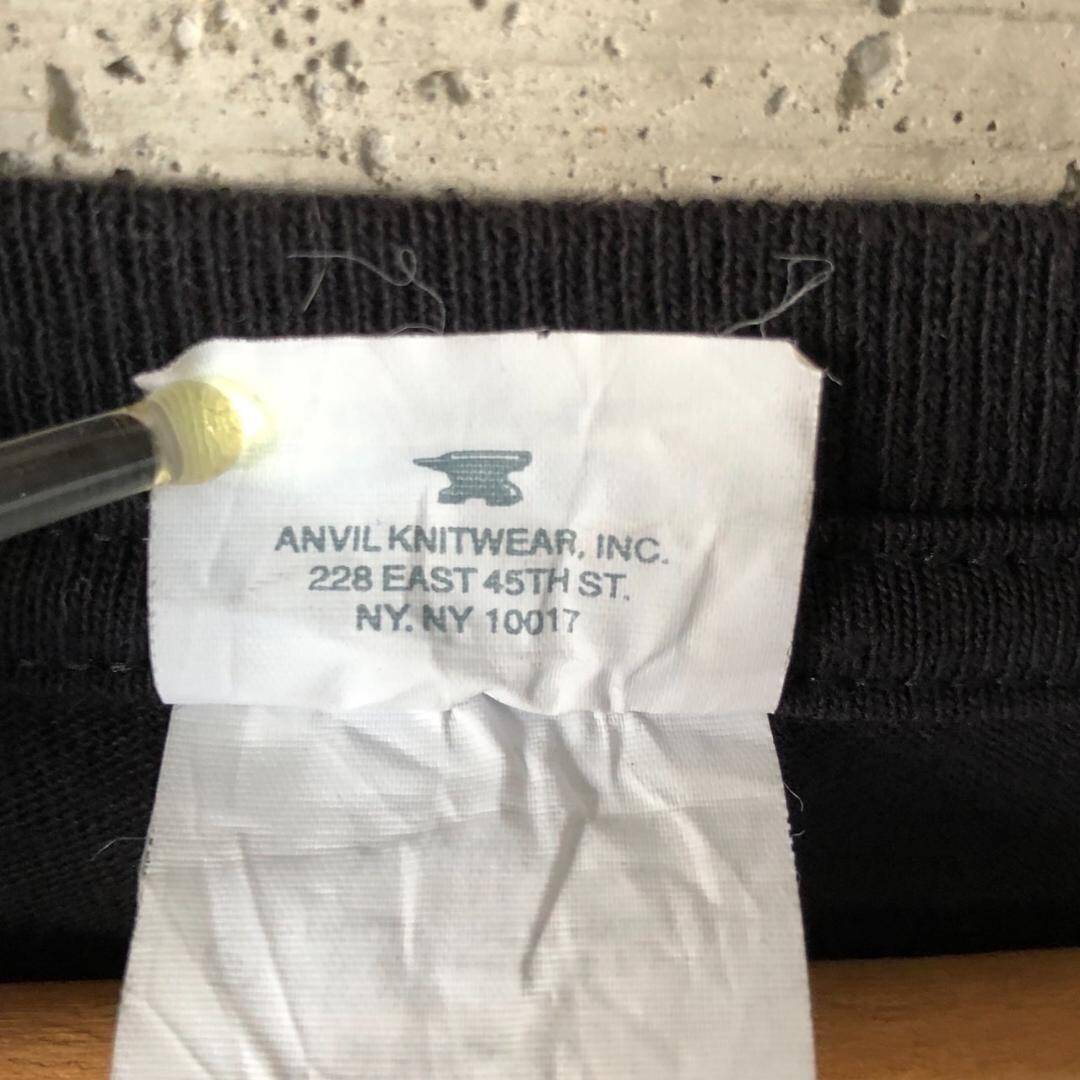 ANVIL KNITWEAR, INC.
228 EAST 45TH ST.
NY. NY 10017